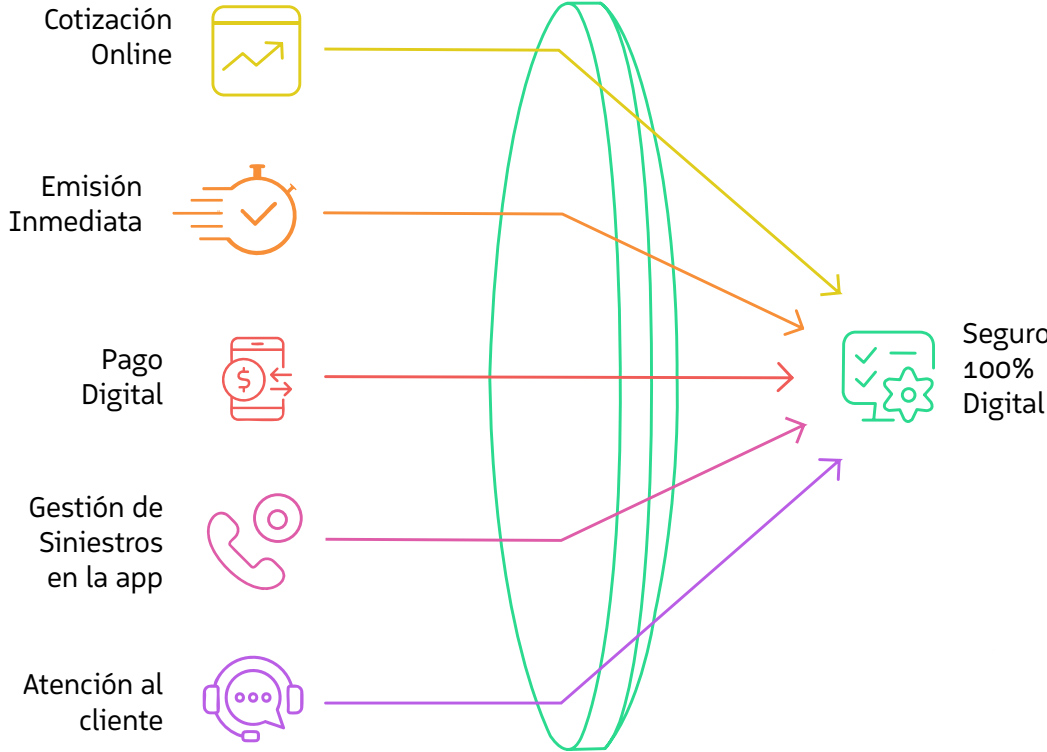 Cotización
Online
Emisión
Inmediata
Pago
Digital
$
Gestión de
Siniestros
en la app
Atención al
cliente
Seguro
100%
Digital